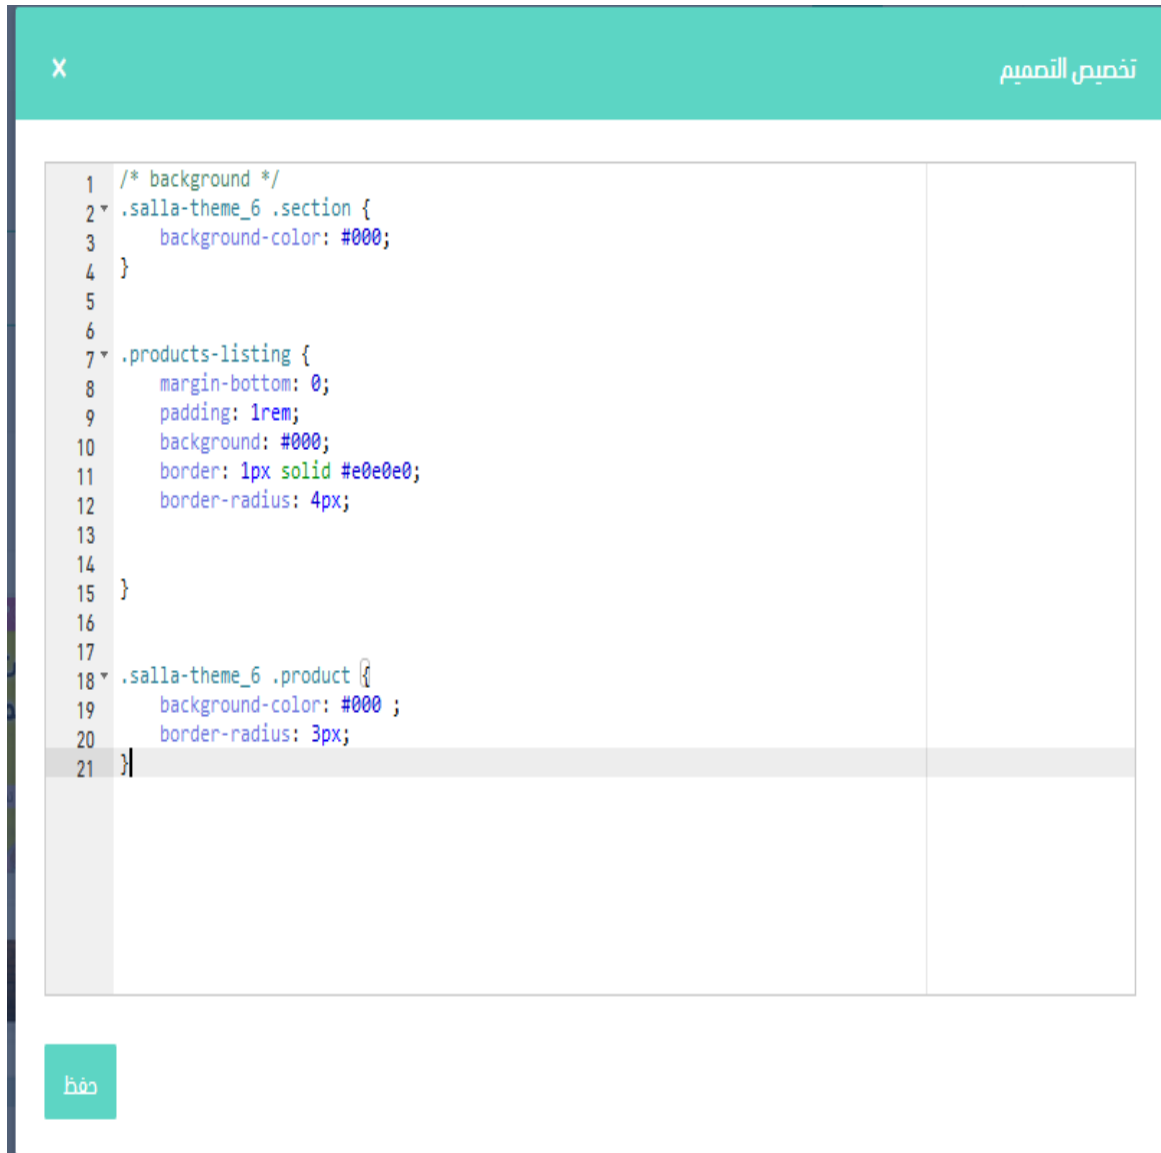 تخصيص التصميم
X
1 /* background */
2 .salla-theme_6 .section {
3 background-color: #000;
4 }
5
6
7 .products-listing {
8 margin-bottom: 0;
9 padding: 1rem;
10 background: #000;
11 border: 1px solid #e0e0e0;
12 border-radius: 4px;
13
14
15 }
16
17
18 .salla-theme_6 .product {
19 background-color: #000 ;
20 border-radius: 3px;
21 }
حفظ